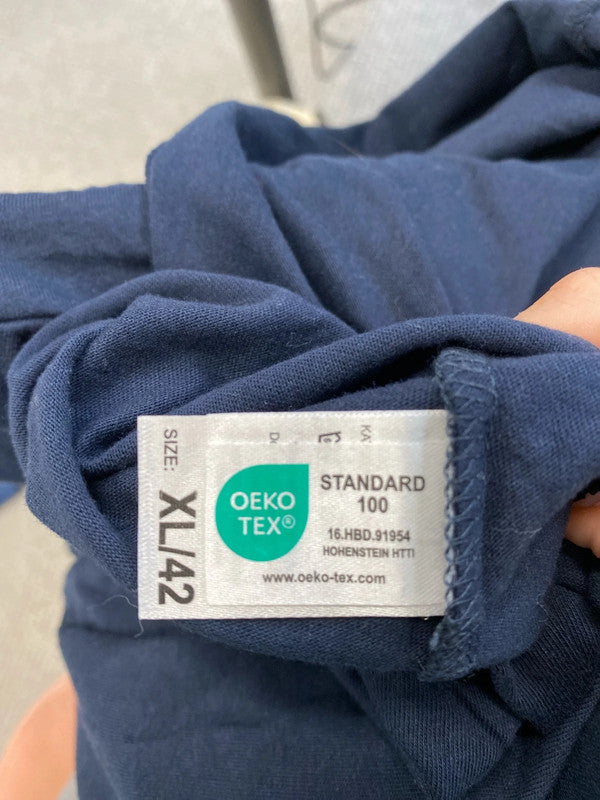 SIZE:
XL/42
OEKO
TEX®
STANDARD
100
16.HBD.91954
HOHENSTEIN HTTI
www.oeko-tex.com